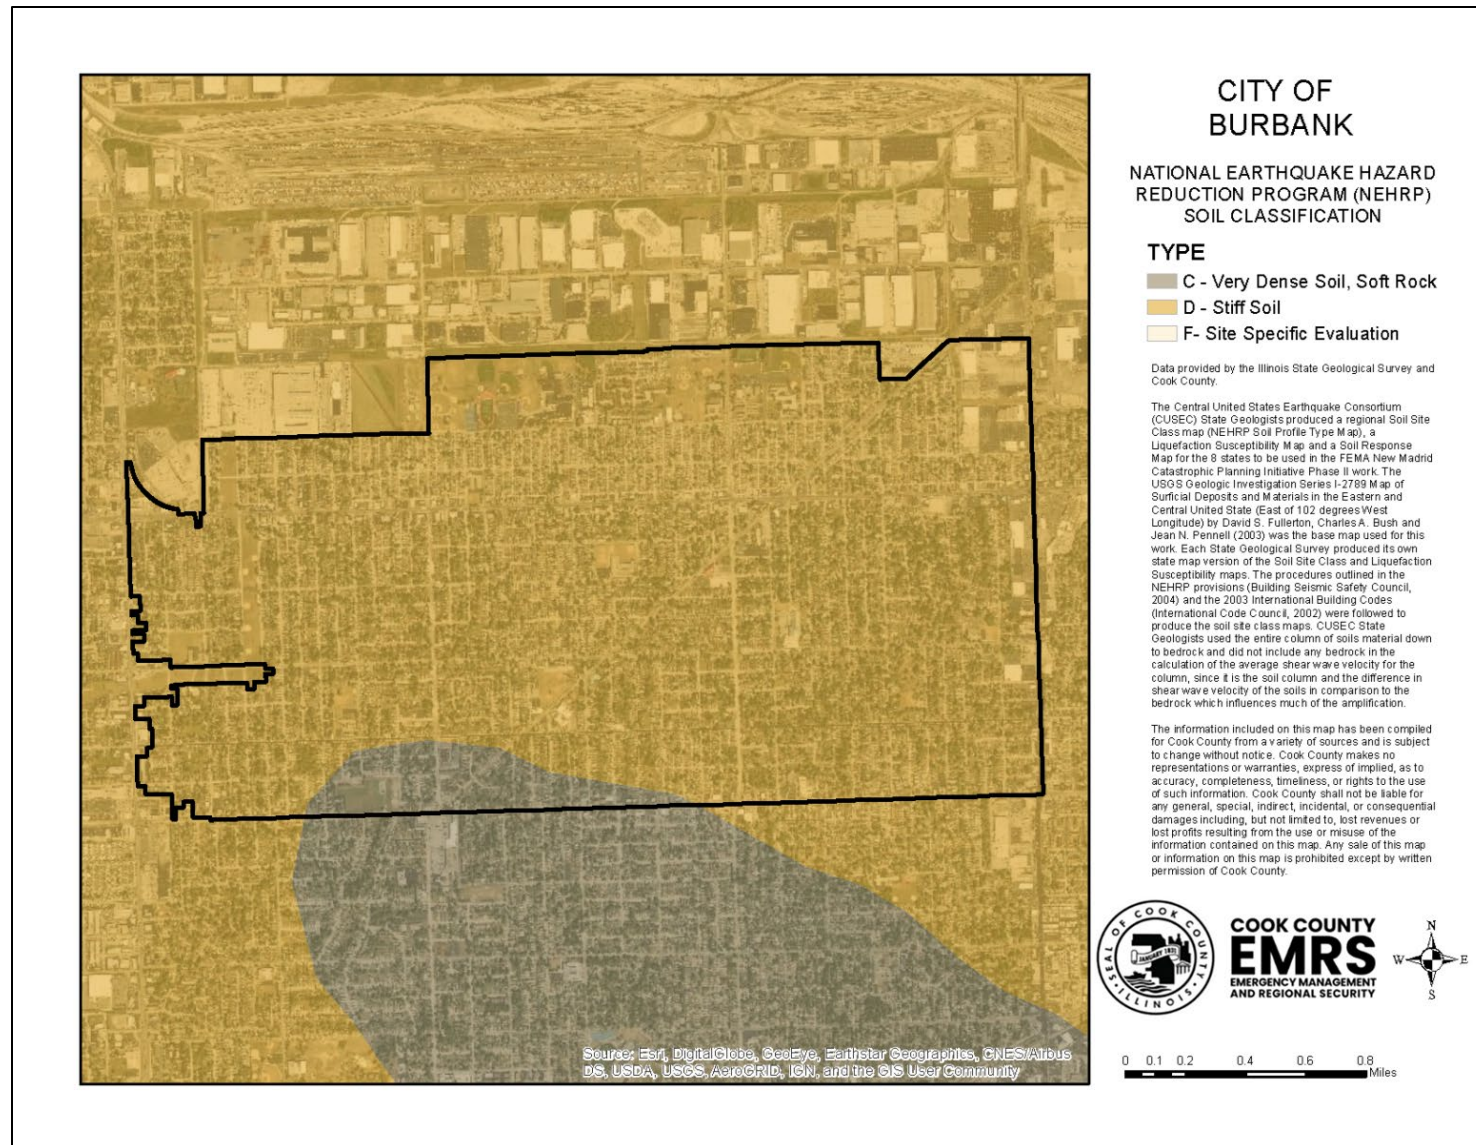 CITY OF
BURBANK
NATIONAL EARTHQUAKE HAZARD
REDUCTION PROGRAM (NEHRP)
SOIL CLASSIFICATION
TYPE
C - Very Dense Soil, Soft Rock
D - Stiff Soil
F- Site Specific Evaluation
Data provided by the Illinois State Geological Survey and
Cook County.
The Central United States Earthquake Consortium
(CUSEC) State Geologists produced a regional Soil Site
Class map (NEHRP Soil Profile Type Map), a
Liquefaction Susceptibility Map and a Soil Response
Map for the 8 states to be used in the FEMA New Madrid
Catastrophic Planning Initiative Phase II work. The
USGS Geologic Investigation Series I-2789 Map of
Surficial Deposits and Materials in the Eastern and
Central United State (East of 102 degrees West
Longitude) by David S. Fullerton, Charles A. Bush and
Jean N. Pennell (2003) was the base map used for this
work. Each State Geological Survey produced its own
state map version of the Soil Site Class and Liquefaction
Susceptibility maps. The procedures outlined in the
NEHRP provisions (Building Seismic Safety Council,
2004) and the 2003 International Building Codes
(International Code Council, 2002) were followed to
produce the soil site class maps. CUSEC State
Geologists used the entire column of soils material down
to bedrock and did not include any bedrock in the
calculation of the average shear wave velocity for the
column, since it is the soil column and the difference in
shear wave velocity of the soils in comparison to the
bedrock which influences much of the amplification.
The information included on this map has been compiled
for Cook County from a variety of sources and is subject
to change without notice. Cook County makes no
representations or warranties, express of implied, as to
accuracy, completeness, timeliness, or rights to the use
of such information. Cook County shall not be liable for
any general, special, indirect, incidental, or consequential
damages including, but not limited to, lost revenues or
lost profits resulting from the use or misuse of the
information contained on this map. Any sale of this map
or information on this map is prohibited except by written
permission of Cook County.
SEAL OF COOK COUNTY
JANUARY 1831
ILLINOIS
COOK COUNTY
EMRS
EMERGENCY MANAGEMENT
AND REGIONAL SECURITY
N
W E
S
Source: Esri, DigitalGlobe, GeoEye, Earthstar Geographics, CNES/Airbus
DS, USDA, USGS, AeroGRID, IGN, and the GIS User Community
0 0.1 0.2 0.4 0.6 0.8
Miles